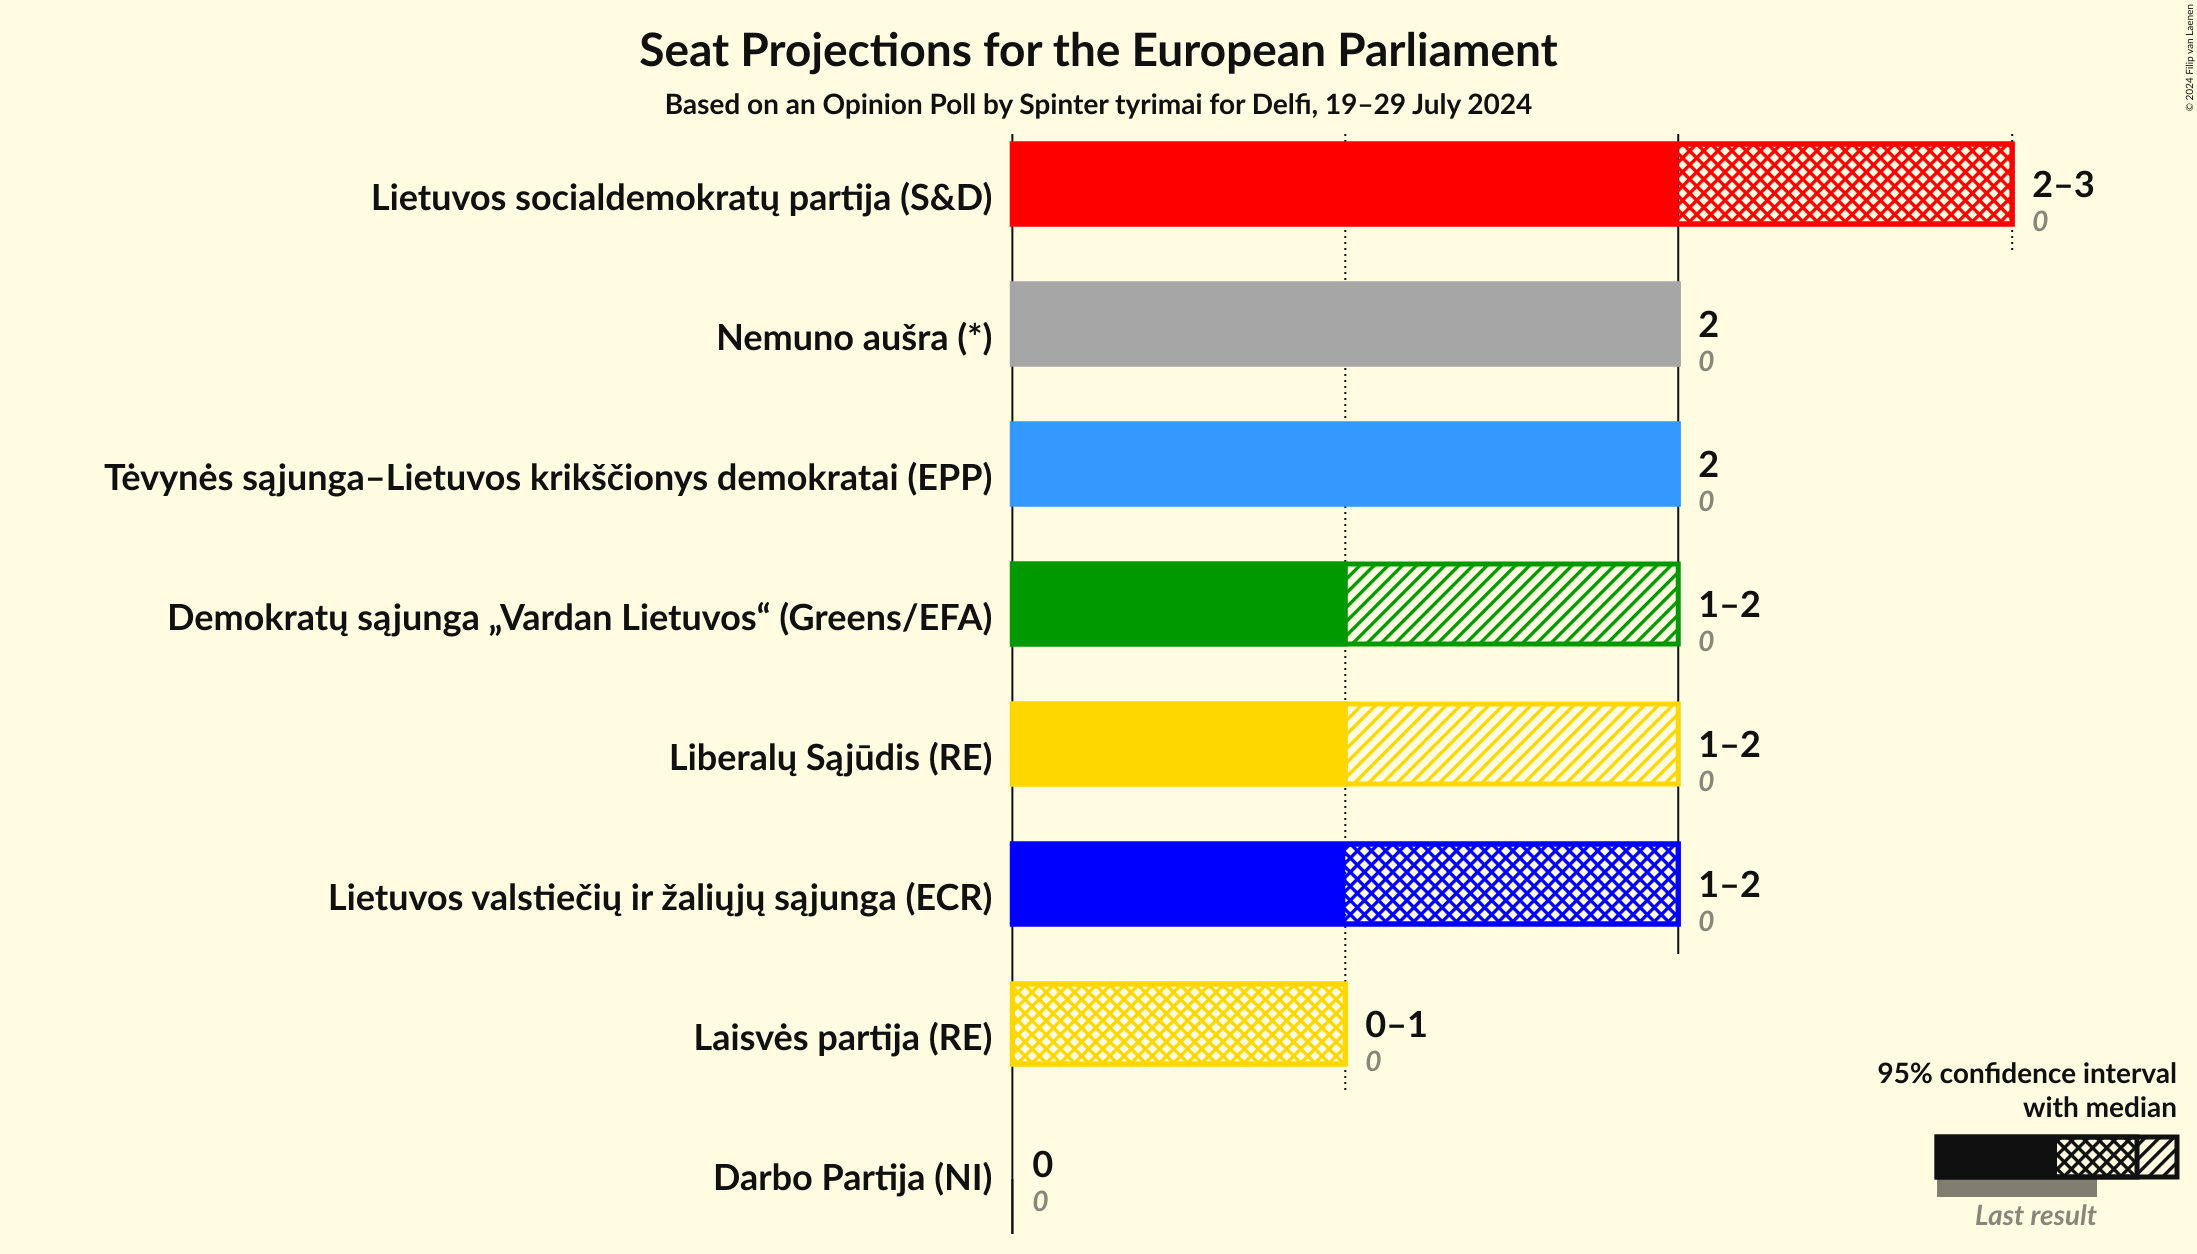 Seat Projections for the European Parliament
Based on an Opinion Poll by Spinter tyrimai for Delfi, 19–29 July 2024
© 2024 Filip van Laenen
Lietuvos socialdemokratų partija (S&D)
2–3
0
Nemuno aušra (*)
2
0
Tėvynės sąjunga–Lietuvos krikščionys demokratai (EPP)
2
0
Demokratų sąjunga „Vardan Lietuvos“ (Greens/EFA)
1–2
0
Liberalų Sąjūdis (RE)
1–2
0
Lietuvos valstiečių ir žaliųjų sąjunga (ECR)
1–2
0
Laisvės partija (RE)
0–1
0
Darbo Partija (NI)
0
0
95% confidence interval
with median
Last result